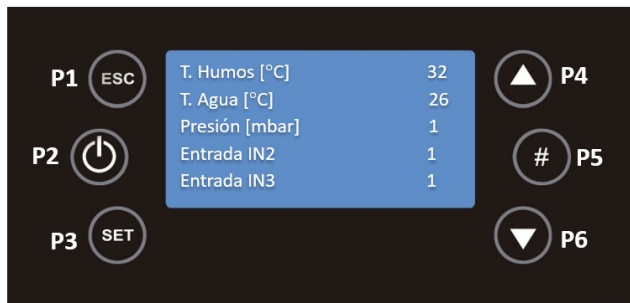 P1 ESC
P2
P3 SET
T. Humos [°C] 32
T. Agua [°C] 26
Presión [mbar] 1
Entrada IN2 1
Entrada IN3 1
P4
# P5
P6